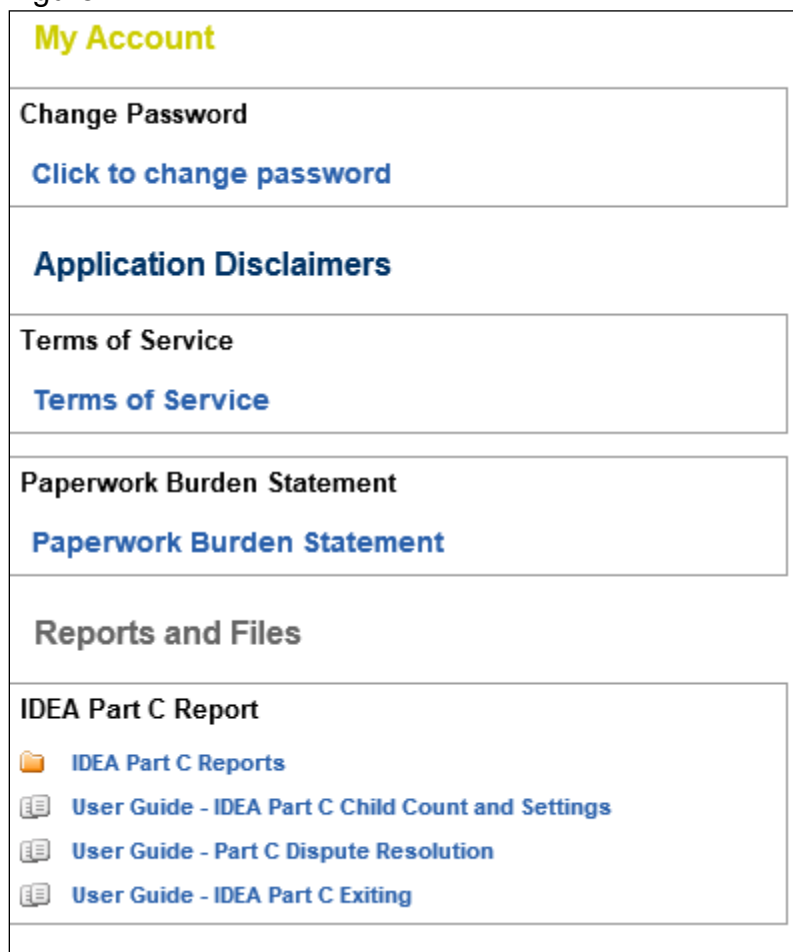 My Account
Change Password
Click to change password
Application Disclaimers
Terms of Service
Terms of Service
Paperwork Burden Statement
Paperwork Burden Statement
Reports and Files
IDEA Part C Report
IDEA Part C Reports
User Guide - IDEA Part C Child Count and Settings
User Guide - Part C Dispute Resolution
User Guide - IDEA Part C Exiting